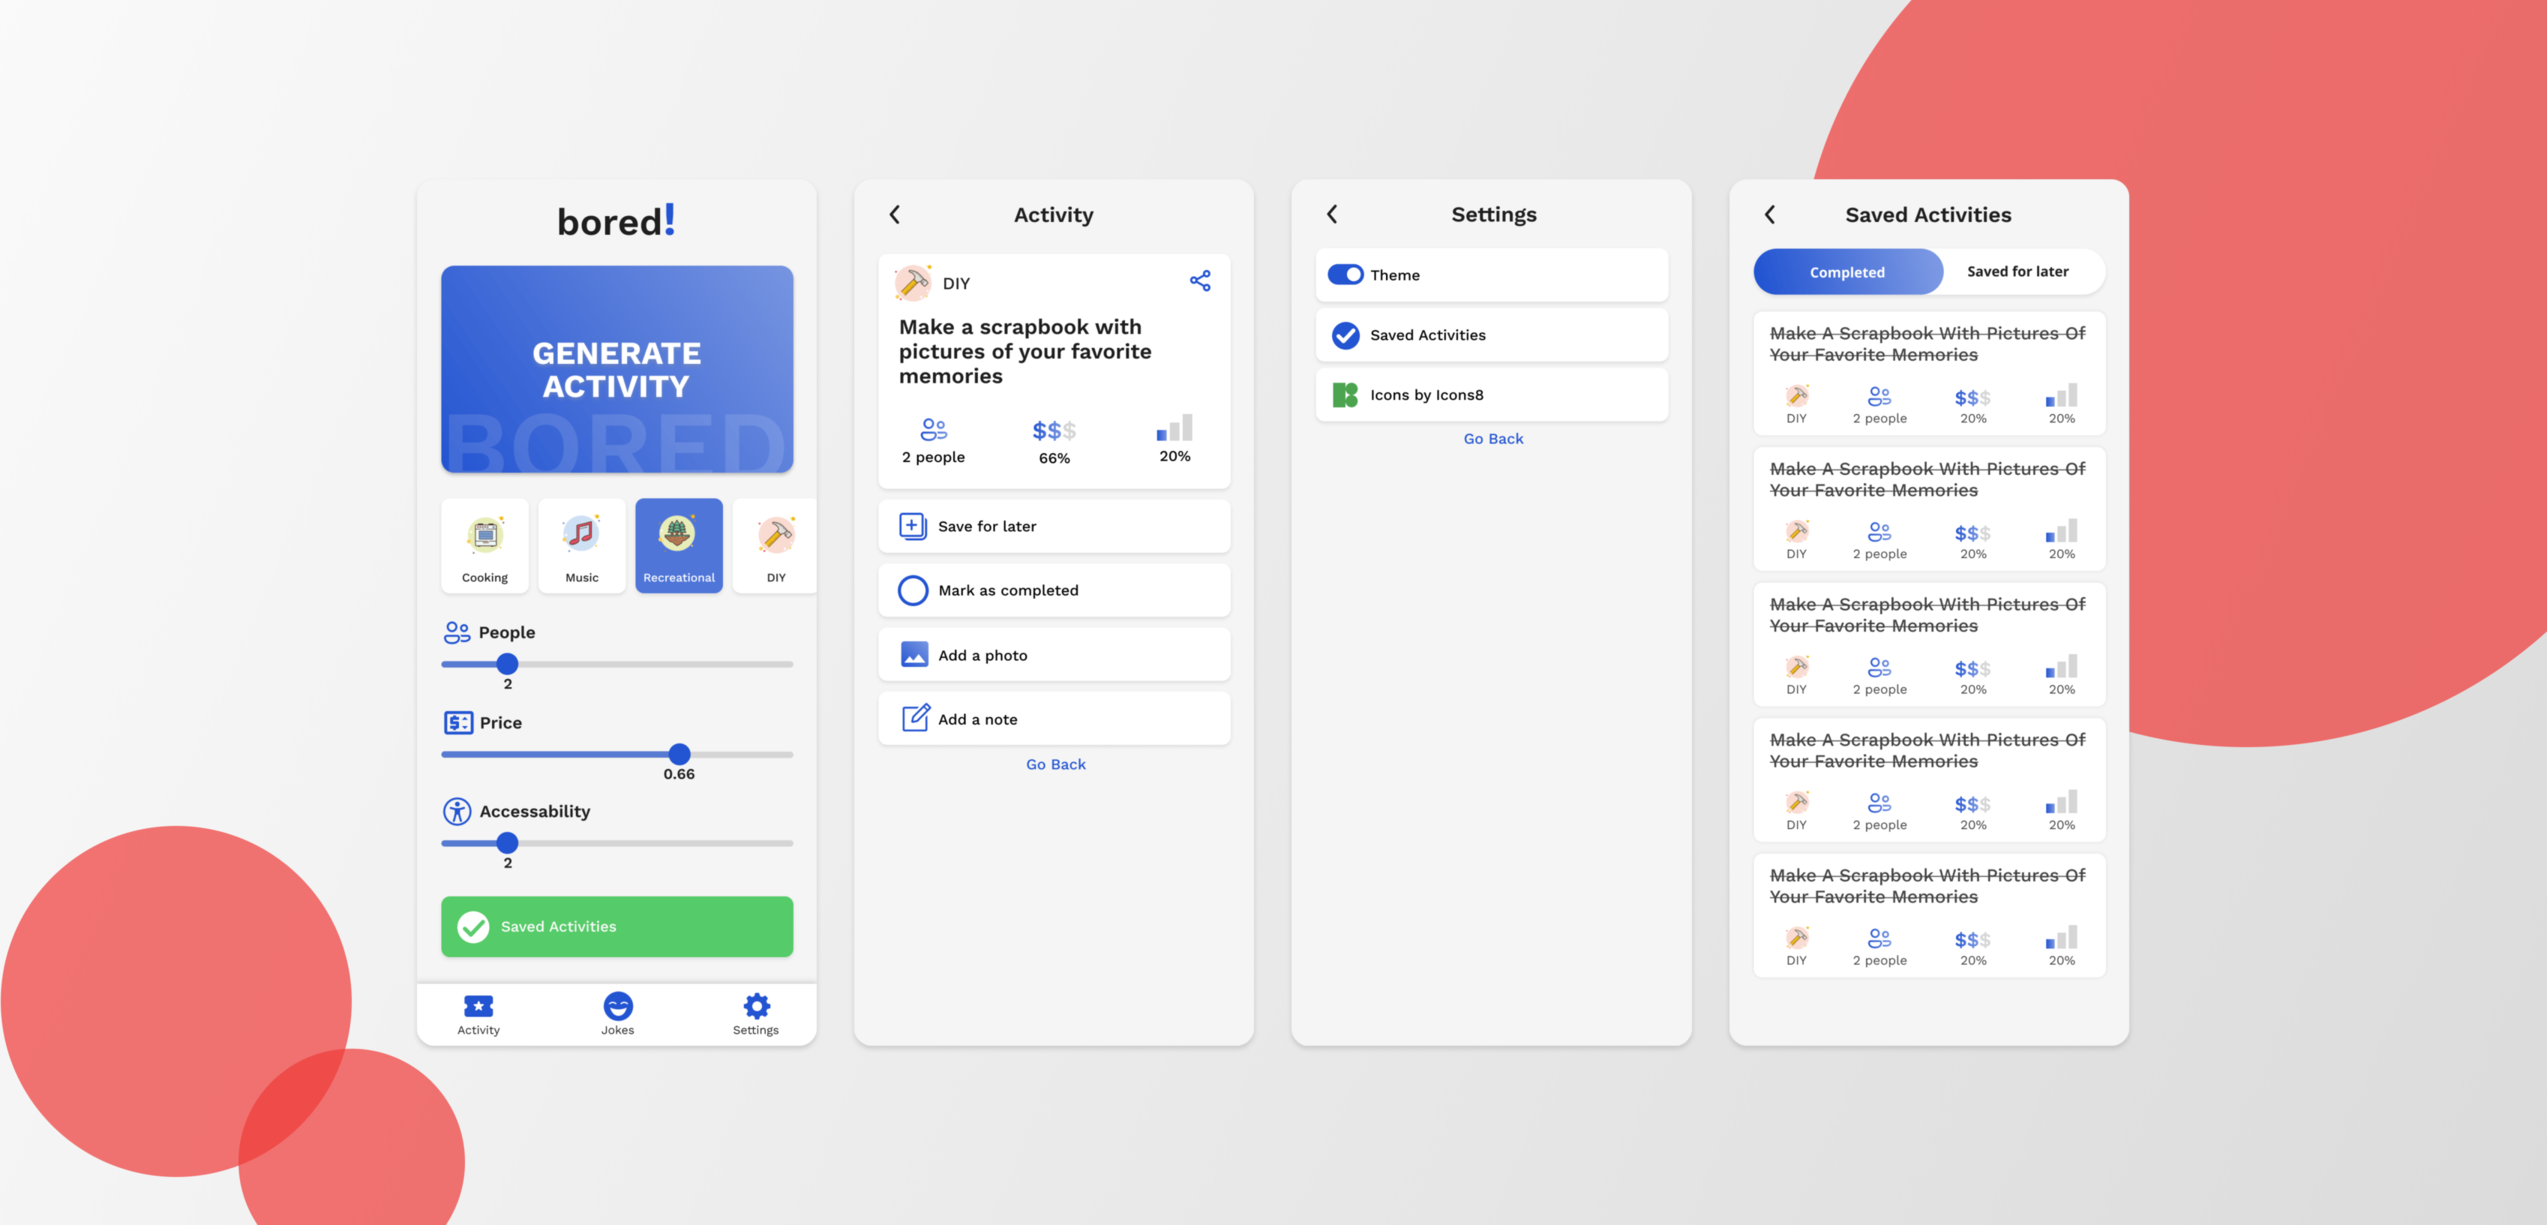 bored!
GENERATE
ACTIVITY
BORED
Cooking
Music
Recreational
DIY
People
2
Price
0.66
Accessability
2
Saved Activities
Activity
Jokes
Settings
Activity
DIY
Make a scrapbook with
pictures of your favorite
memories
$$$
2 people
66%
20%
Save for later
Mark as completed
Add a photo
Add a note
Go Back
Settings
Theme
Saved Activities
Icons by Icons8
Go Back
Saved Activities
Completed
Saved for later
Make A Scrapbook With Pictures Of
Your Favorite Memories
$$$
DIY
2 people
20%
20%
Make A Scrapbook With Pictures Of
Your Favorite Memories
$$$
DIY
2 people
20%
20%
Make A Scrapbook With Pictures Of
Your Favorite Memories
$$$
DIY
2 people
20%
20%
Make A Scrapbook With Pictures Of
Your Favorite Memories
$$$
DIY
2 people
20%
20%
Make A Scrapbook With Pictures Of
Your Favorite Memories
$$$
DIY
2 people
20%
20%